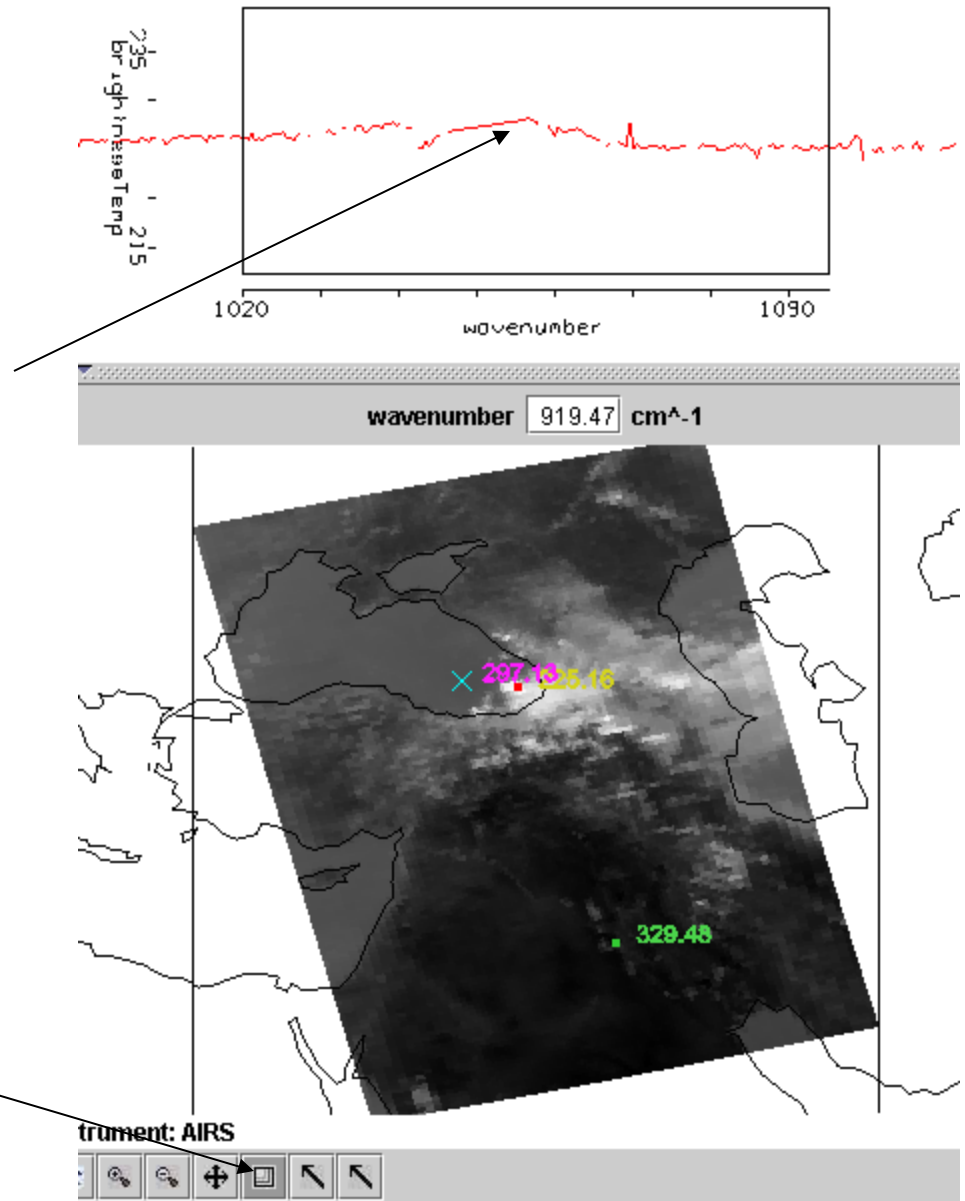 235
brightnessTemp
215
1020 1090
wavenumber
wavenumber 919.47 cm^-1
297.13
329.48
trument: AIRS